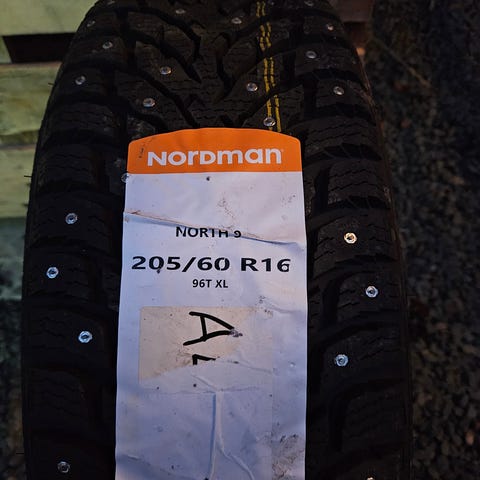 NORDMAN
NORTH 9
205/60 R16
96T XL
A